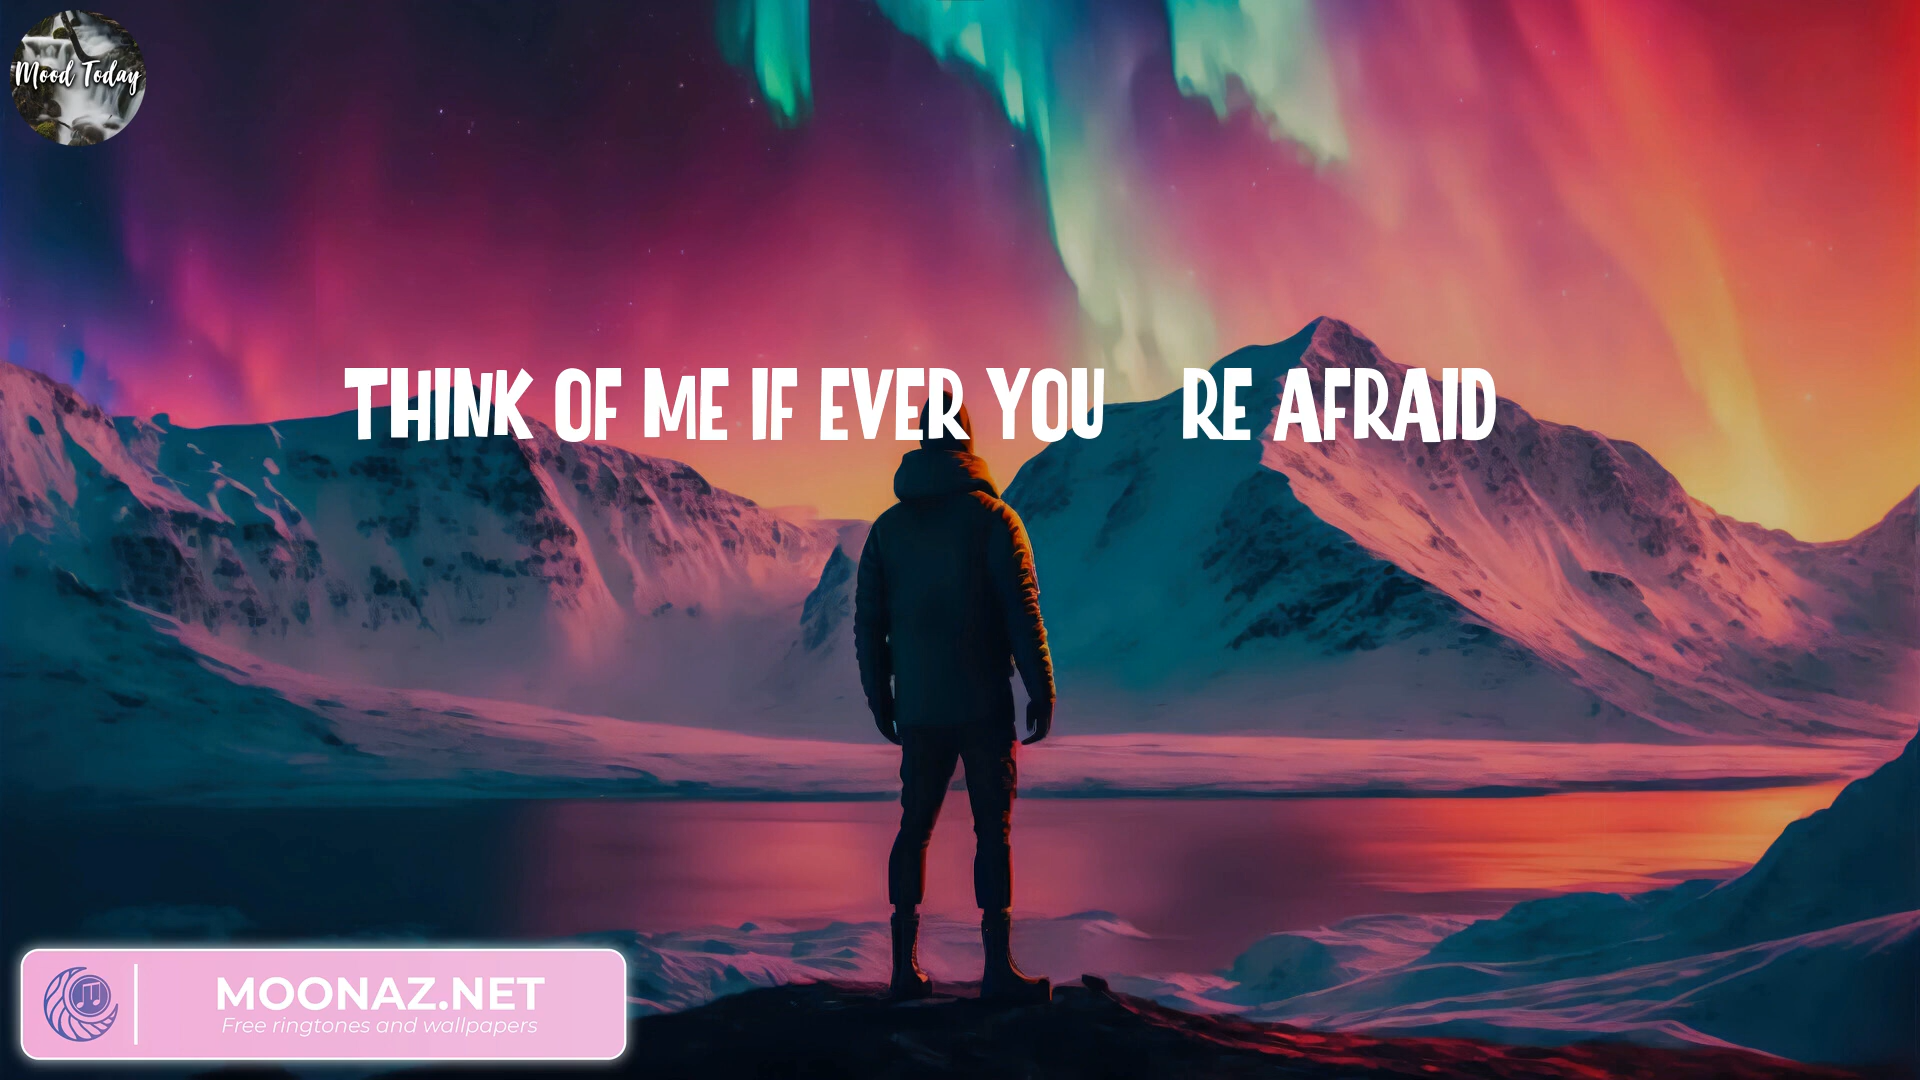 Mood Today
THINK OF ME IF EVER YOU RE AFRAID
MOONAZ.NET
Free ringtones and wallpapers